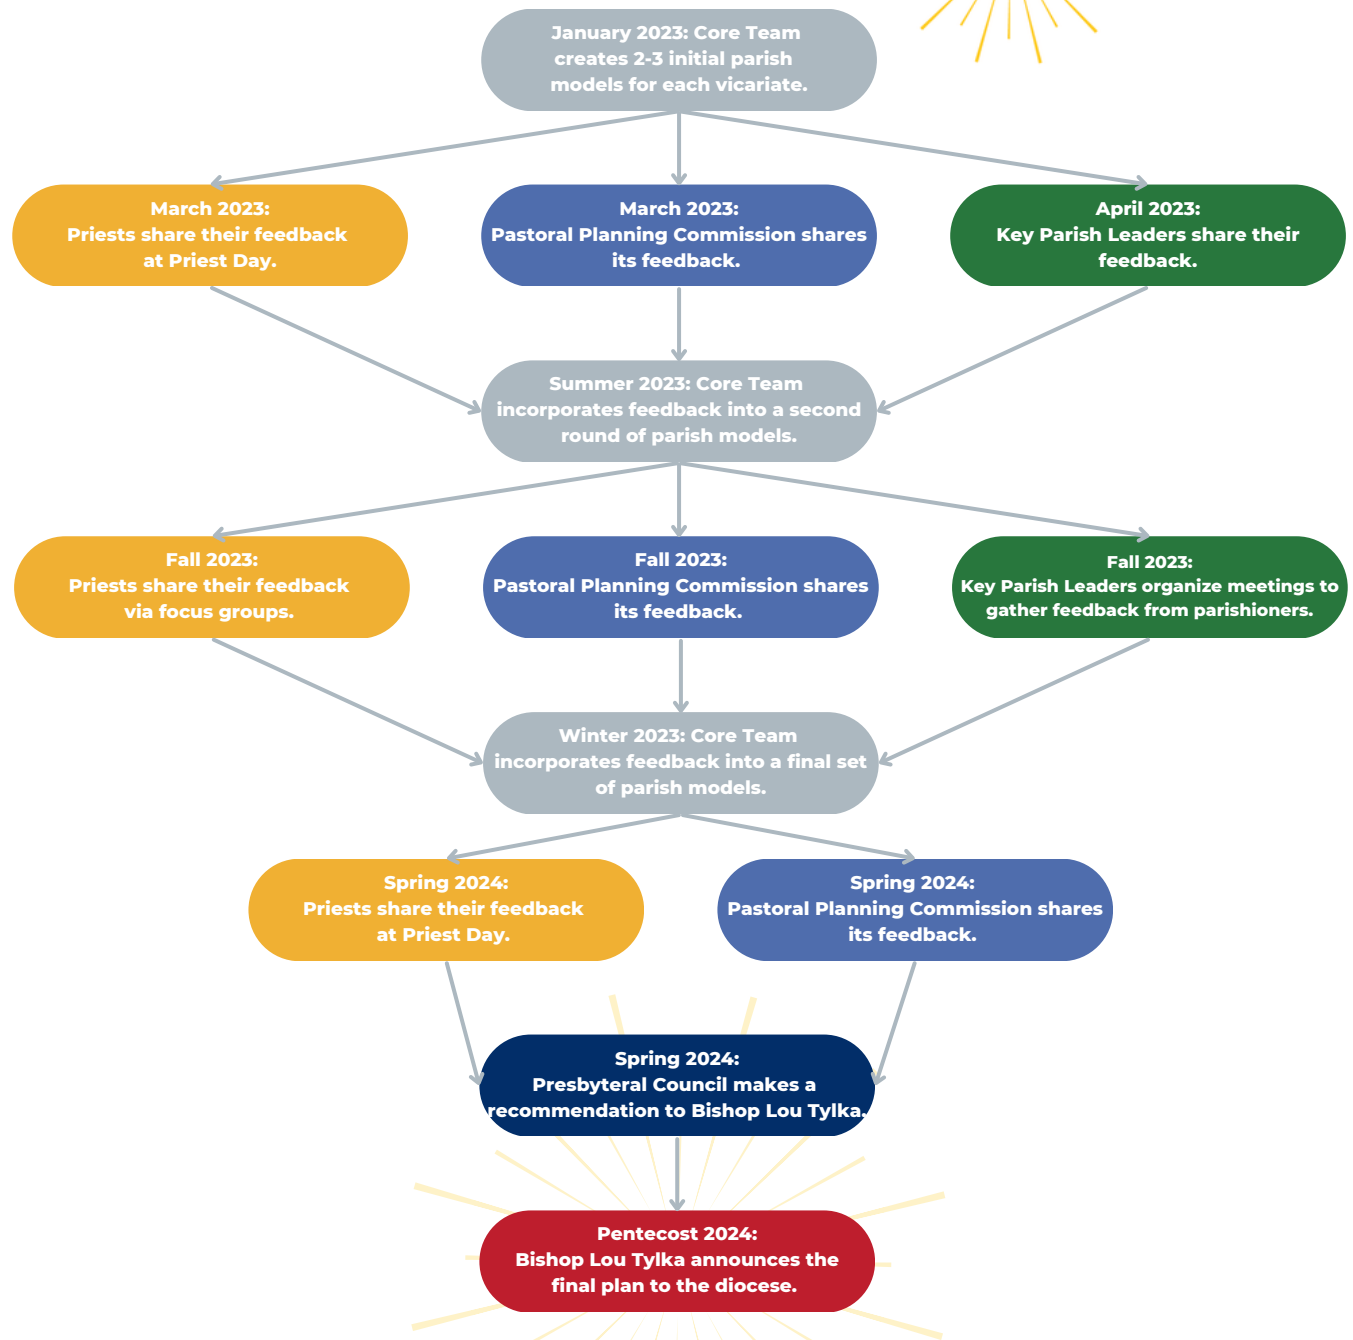 January 2023: Core Team
creates 2-3 initial parish
models for each vicariate.
March 2023:
Priests share their feedback
at Priest Day.
March 2023:
Pastoral Planning Commission shares
its feedback.
April 2023:
Key Parish Leaders share their
feedback.
Summer 2023: Core Team
incorporates feedback into a second
round of parish models.
Fall 2023:
Priests share their feedback
via focus groups.
Fall 2023:
Pastoral Planning Commission shares
its feedback.
Fall 2023:
Key Parish Leaders organize meetings to
gather feedback from parishioners.
Winter 2023: Core Team
incorporates feedback into a final set
of parish models.
Spring 2024:
Priests share their feedback
at Priest Day.
Spring 2024:
Pastoral Planning Commission shares
its feedback.
Spring 2024:
Presbyteral Council makes a
recommendation to Bishop Lou Tylka.
Pentecost 2024:
Bishop Lou Tylka announces the
final plan to the diocese.